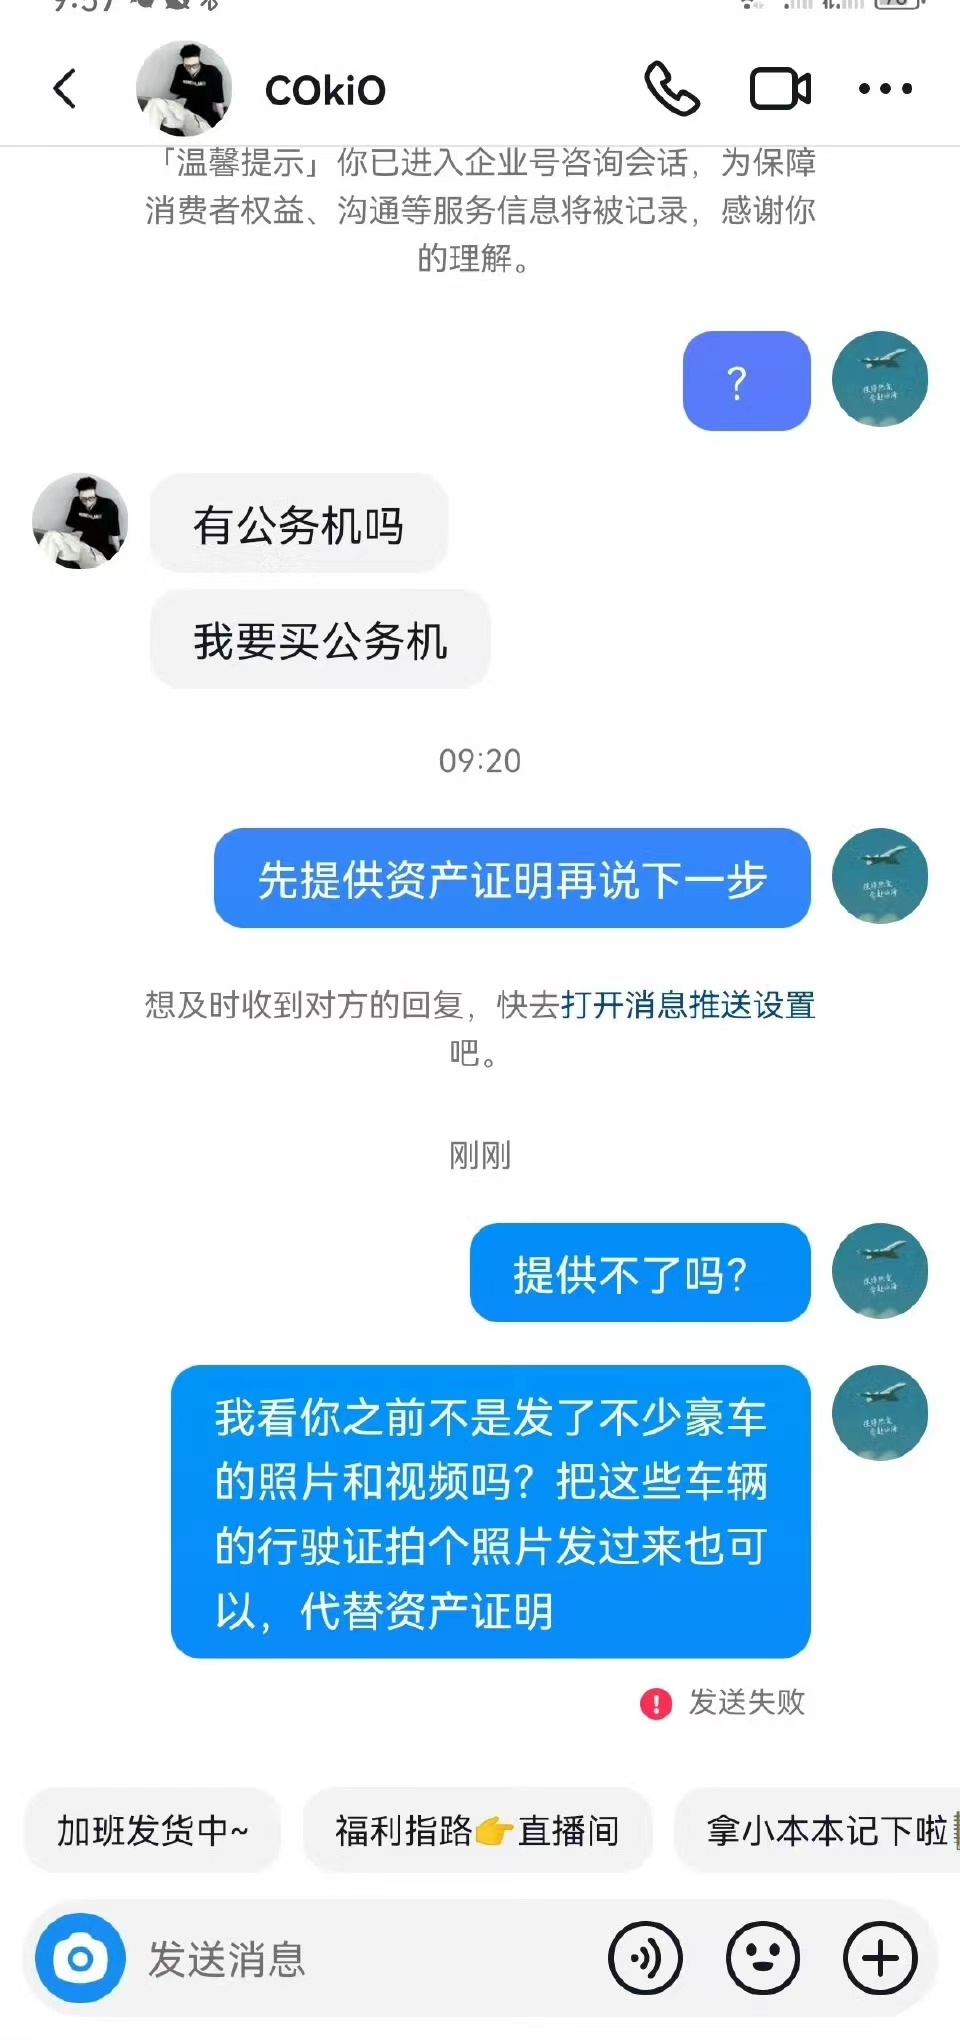 9:57
COkiO
「温馨提示」你已进入企业号咨询会话，为保障
消费者权益、沟通等服务信息将被记录，感谢你
的理解。
？
有公务机吗
我要买公务机
09:20
先提供资产证明再说下一步
想及时收到对方的回复，快去打开消息推送设置
吧。
刚刚
提供不了吗？
我看你之前不是发了不少豪车
的照片和视频吗？把这些车辆
的行驶证拍个照片发过来也可
以，代替资产证明
发送失败
加班发货中~
福利指路👉直播间
拿小本本记下啦
发送消息